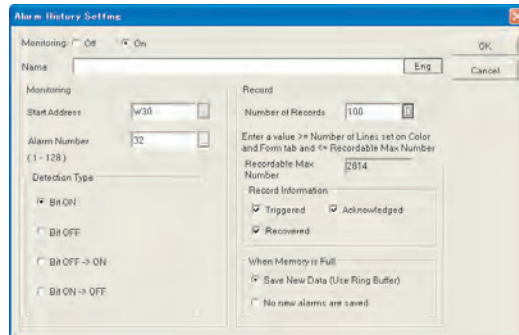 Alarm History Setting
Monitoring Off On
OK
Name Eng
Cancel
Monitoring
Start Address W30
Alarm Number 32
(1 - 128)
Detection Type
Bit ON
Bit OFF
Bit OFF -> ON
Bit ON -> OFF
Record
Number of Records 100
Enter a value >= Number of Lines set on Color
and Form tab and <= Recordable Max Number
Recordable Max 2814
Number
Record Information
Triggered Acknowledged
Recovered
When Memory is Full
Save New Data (Use Ring Buffer)
No new alarms are saved